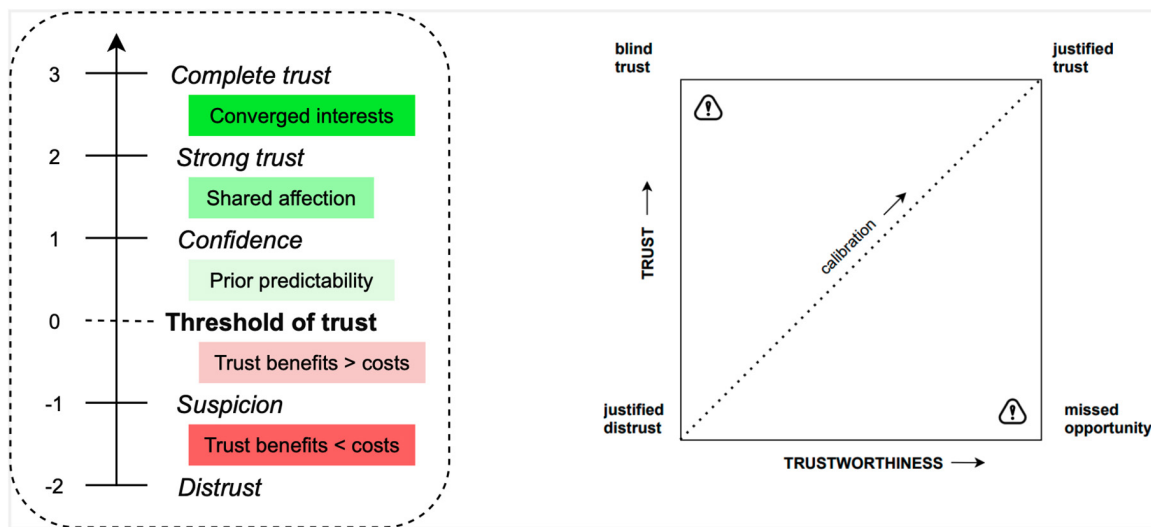 3
Complete trust
Converged interests
2
Strong trust
Shared affection
1
Confidence
Prior predictability
0
Threshold of trust
Trust benefits > costs
-1
Suspicion
Trust benefits < costs
-2
Distrust
blind
trust
justified
trust
TRUST
calibration
justified
distrust
missed
opportunity
TRUSTWORTHINESS